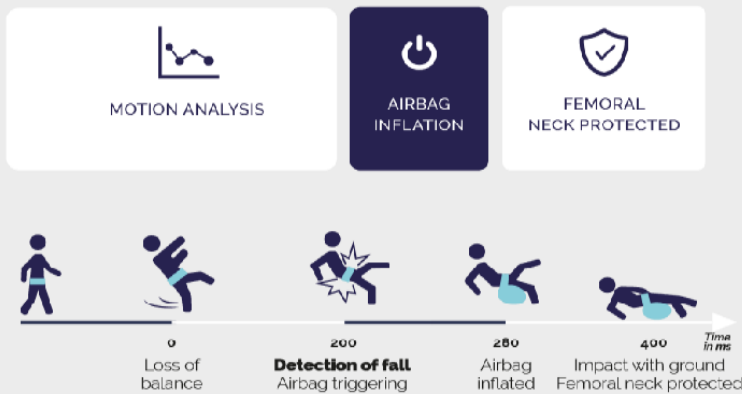 MOTION ANALYSIS
AIRBAG
INFLATION
FEMORAL
NECK PROTECTED
0
200
280
400
Time
in ms
Loss of
balance
Detection of fall
Airbag triggering
Airbag
inflated
Impact with ground
Femoral neck protected